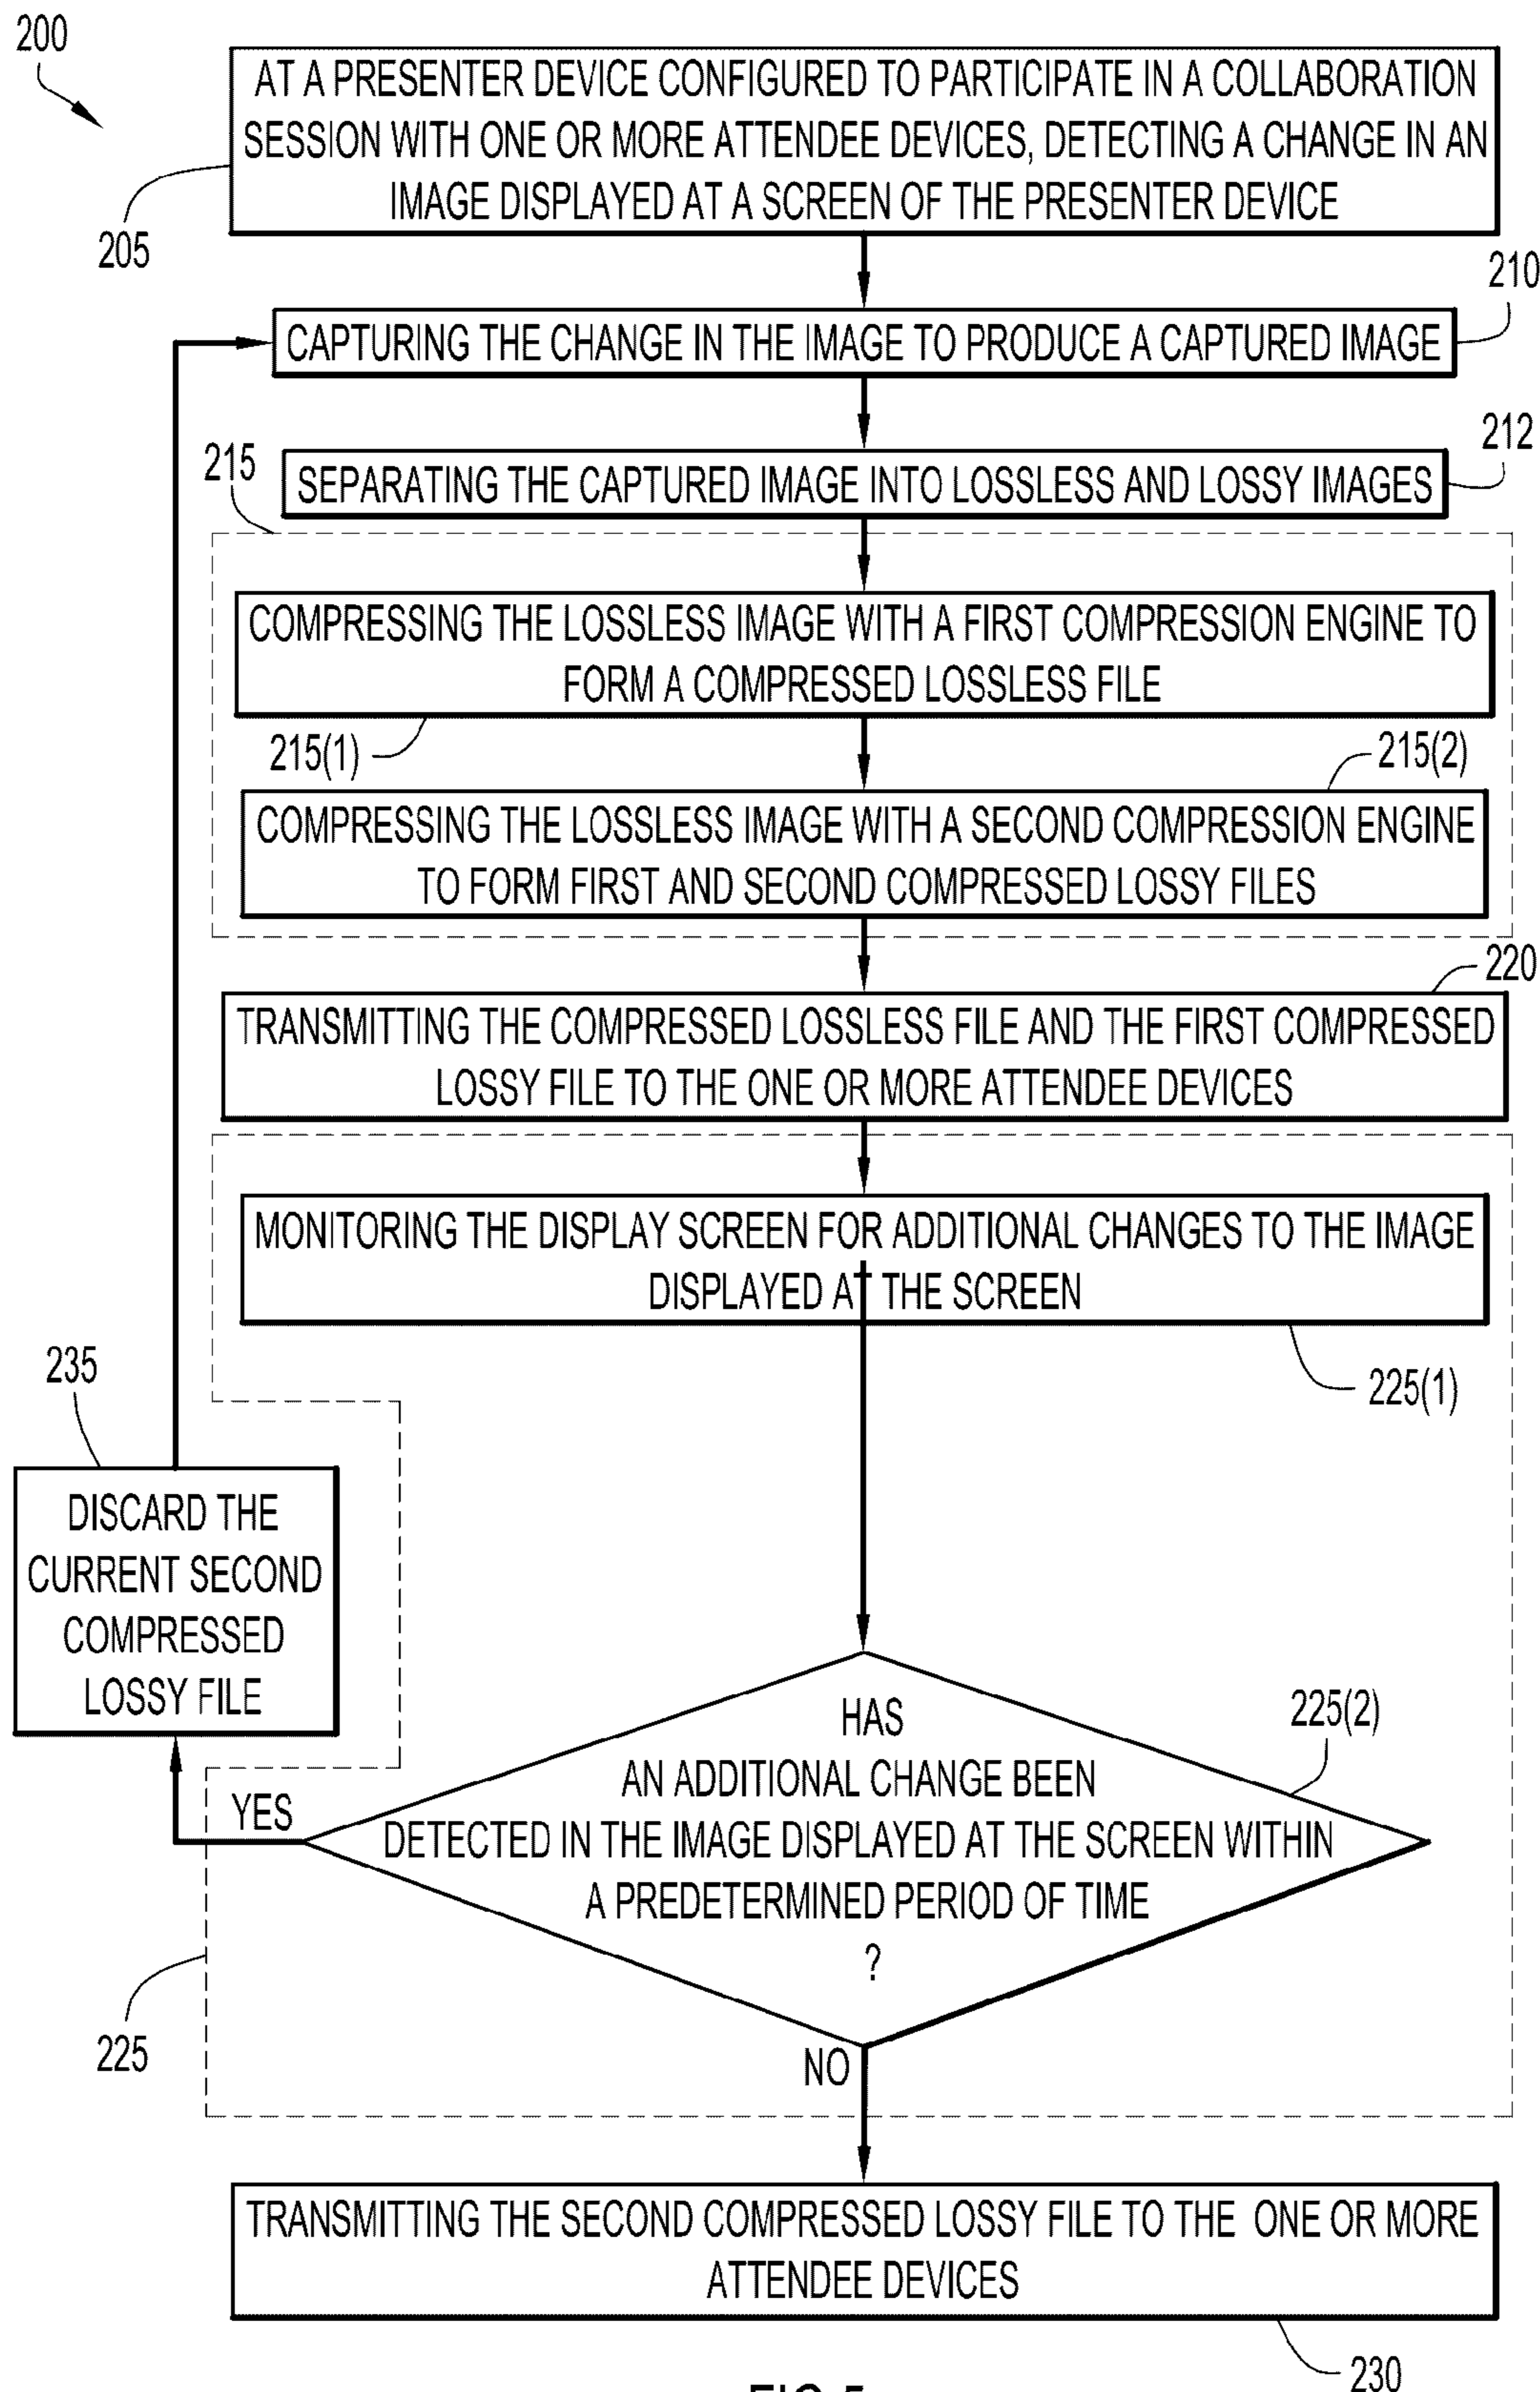 200
AT A PRESENTER DEVICE CONFIGURED TO PARTICIPATE IN A COLLABORATION
SESSION WITH ONE OR MORE ATTENDEE DEVICES, DETECTING A CHANGE IN AN
IMAGE DISPLAYED AT A SCREEN OF THE PRESENTER DEVICE
205
210
CAPTURING THE CHANGE IN THE IMAGE TO PRODUCE A CAPTURED IMAGE
212
215
SEPARATING THE CAPTURED IMAGE INTO LOSSLESS AND LOSSY IMAGES
COMPRESSING THE LOSSLESS IMAGE WITH A FIRST COMPRESSION ENGINE TO
FORM A COMPRESSED LOSSLESS FILE
215(1)
215(2)
COMPRESSING THE LOSSLESS IMAGE WITH A SECOND COMPRESSION ENGINE
TO FORM FIRST AND SECOND COMPRESSED LOSSY FILES
220
TRANSMITTING THE COMPRESSED LOSSLESS FILE AND THE FIRST COMPRESSED
LOSSY FILE TO THE ONE OR MORE ATTENDEE DEVICES
MONITORING THE DISPLAY SCREEN FOR ADDITIONAL CHANGES TO THE IMAGE
DISPLAYED AT THE SCREEN
225(1)
235
DISCARD THE
CURRENT SECOND
COMPRESSED
LOSSY FILE
225(2)
HAS
AN ADDITIONAL CHANGE BEEN
DETECTED IN THE IMAGE DISPLAYED AT THE SCREEN WITHIN
A PREDETERMINED PERIOD OF TIME
?
YES
225
NO
TRANSMITTING THE SECOND COMPRESSED LOSSY FILE TO THE ONE OR MORE
ATTENDEE DEVICES
230